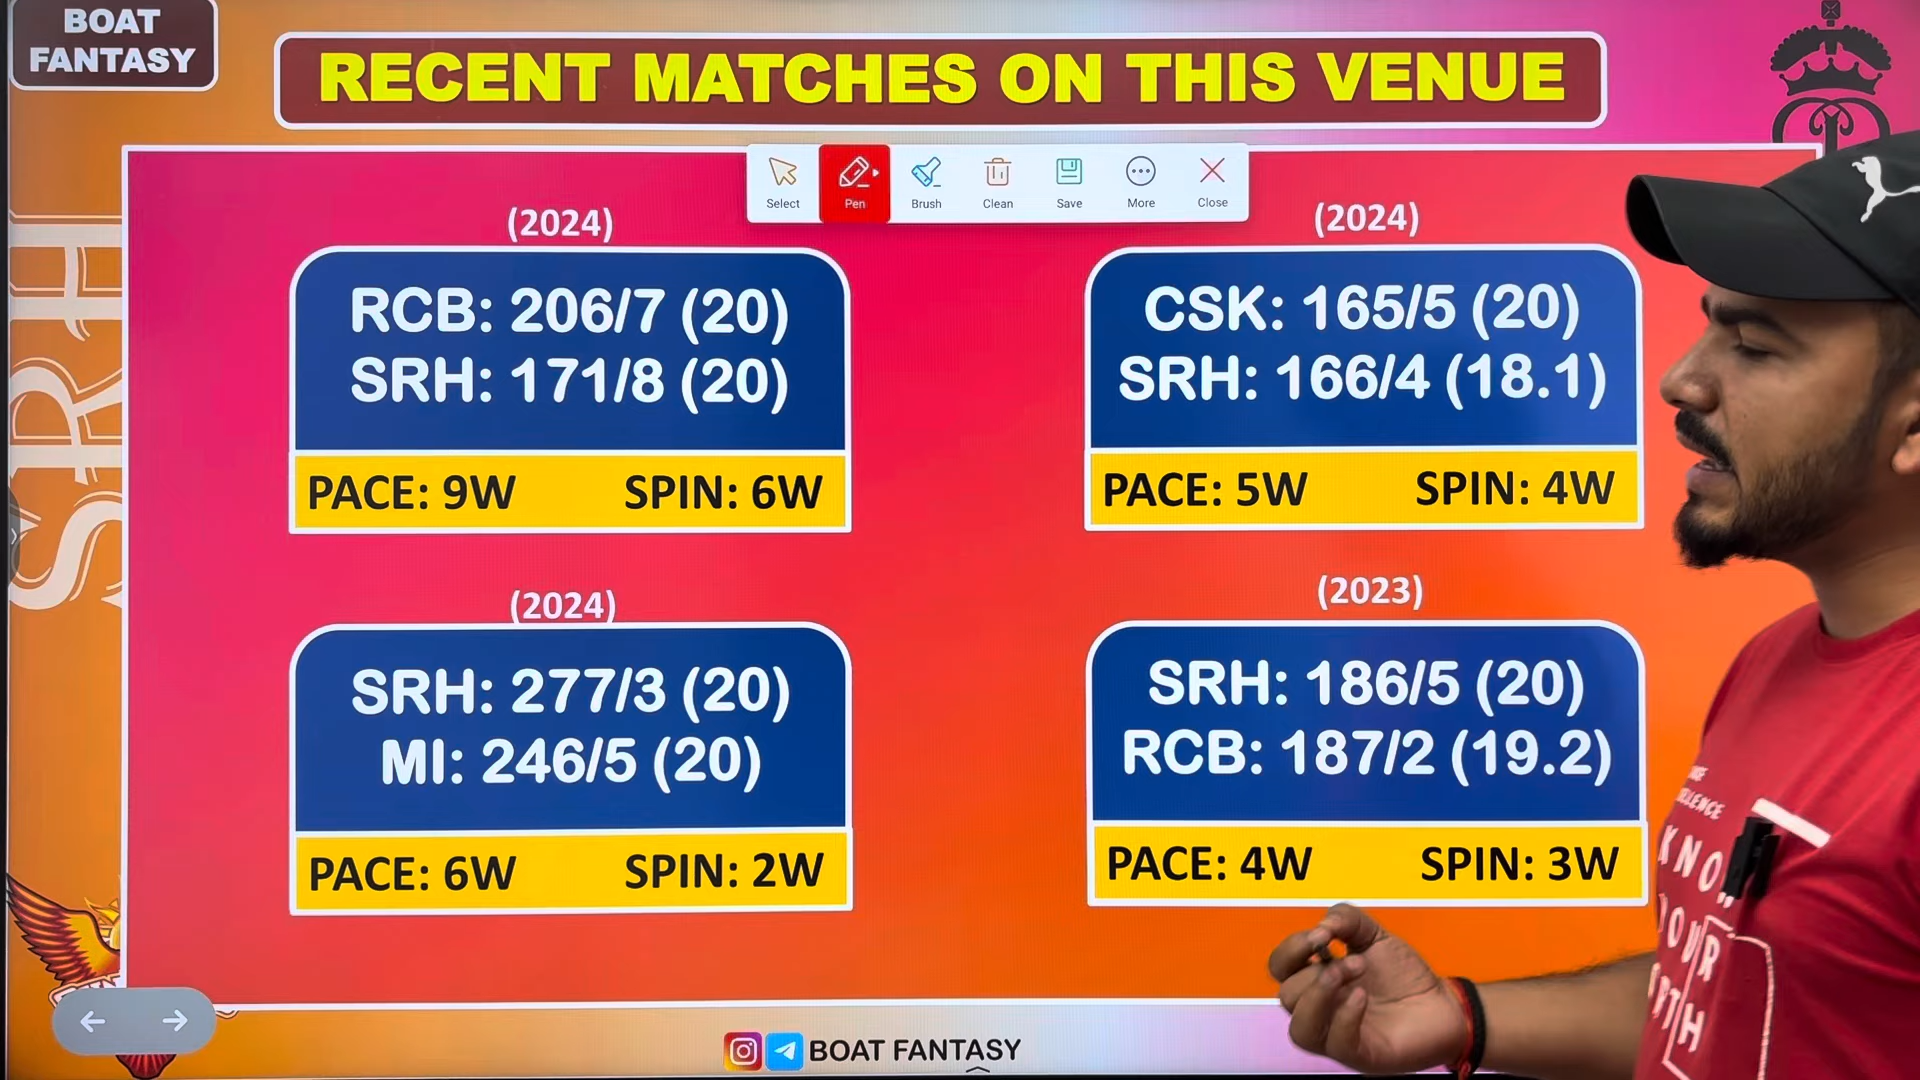 BOAT
FANTASY
RECENT MATCHES ON THIS VENUE
Select
Pen
Brush
Clean
Save
More
Close
(2024)
RCB: 206/7 (20)
SRH: 171/8 (20)
PACE: 9W SPIN: 6W
(2024)
CSK: 165/5 (20)
SRH: 166/4 (18.1)
PACE: 5W SPIN: 4W
(2024)
SRH: 277/3 (20)
MI: 246/5 (20)
PACE: 6W SPIN: 2W
(2023)
SRH: 186/5 (20)
RCB: 187/2 (19.2)
PACE: 4W SPIN: 3W
SRH
BOAT FANTASY